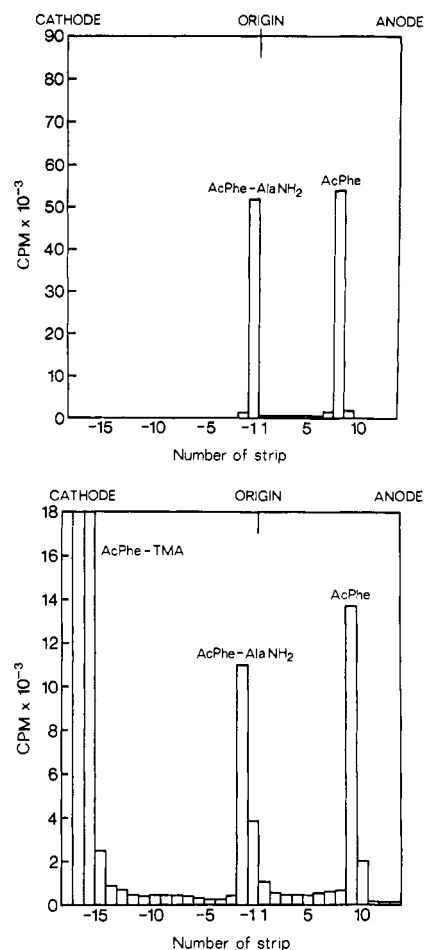 CATHODE ORIGIN ANODE
90
80
70
60
50
40
30
20
10
0
CPM x 10⁻³
AcPhe-AlaNH₂
AcPhe
-15 -10 -5 -1 1 5 10
Number of strip
CATHODE ORIGIN ANODE
18
16
14
12
10
8
6
4
2
0
CPM x 10⁻³
AcPhe-TMA
AcPhe-AlaNH₂
AcPhe
-15 -10 -5 -1 1 5 10
Number of strip